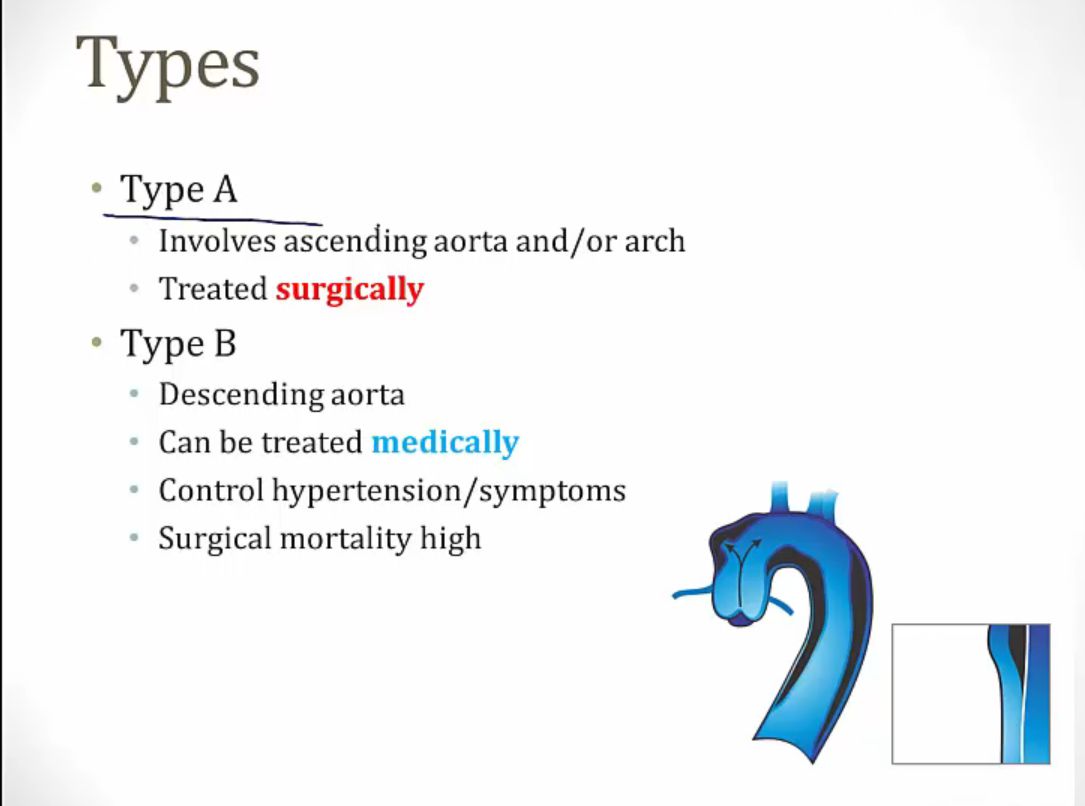 Types
• Type A
• Involves ascending aorta and/or arch
• Treated surgically
• Type B
• Descending aorta
• Can be treated medically
• Control hypertension/symptoms
• Surgical mortality high